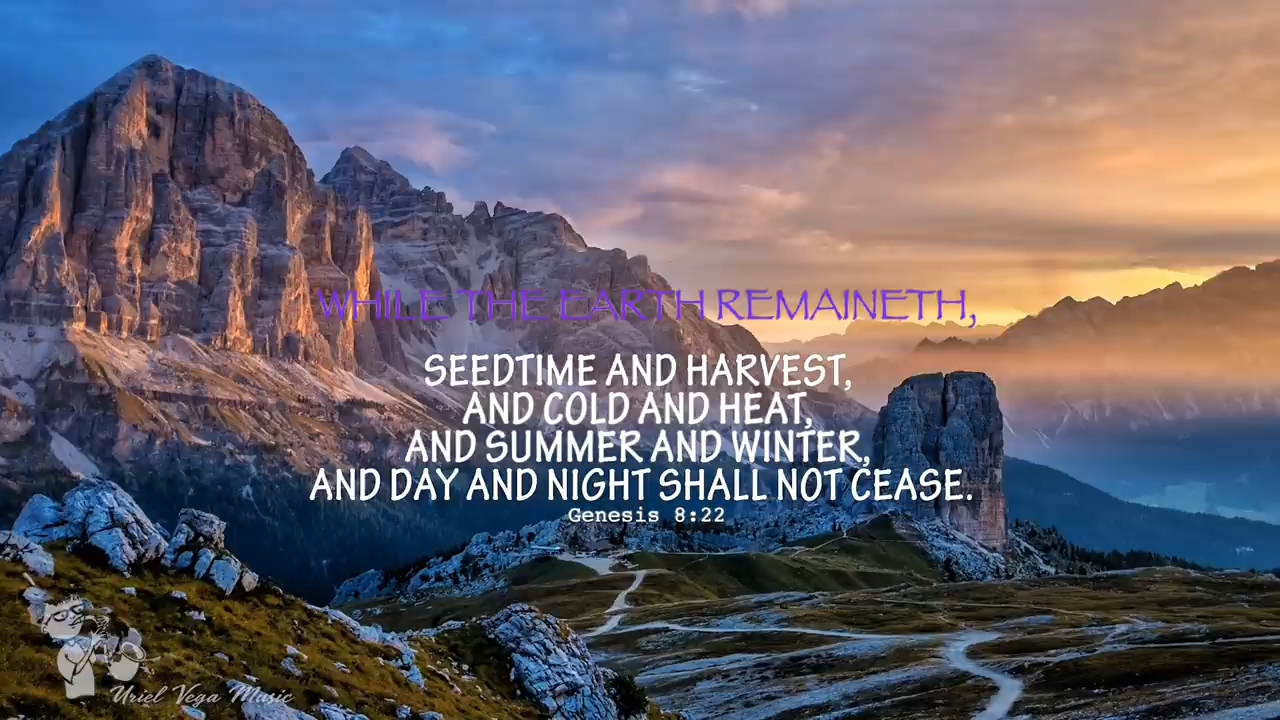 WHILE THE EARTH REMAINETH,
SEEDTIME AND HARVEST,
AND COLD AND HEAT,
AND SUMMER AND WINTER,
AND DAY AND NIGHT SHALL NOT CEASE.
Genesis 8:22
Uriel Vega Music